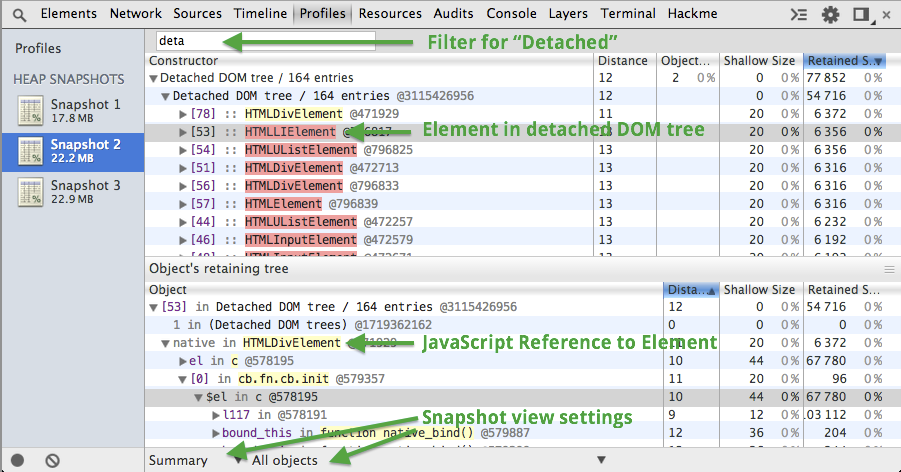 Elements Network Sources Timeline Profiles Resources Audits Console Layers Terminal Hackme
Profiles
HEAP SNAPSHOTS
Snapshot 1
17.8 MB
Snapshot 2
22.2 MB
Snapshot 3
22.9 MB
deta
Filter for “Detached”
Constructor Distance Object... Shallow Size Retained S...
Detached DOM tree / 164 entries 12 2 0% 0 0% 77 852 0%
Detached DOM tree / 164 entries @3115426956 12 0 0% 54 716 0%
[78] :: HTMLDivElement @471929 11 20 0% 6 372 0%
[53] :: HTMLLIElement 13 20 0% 6 356 0%
Element in detached DOM tree
[54] :: HTMLUListElement @796825 13 20 0% 6 356 0%
[51] :: HTMLDivElement @472713 13 20 0% 6 356 0%
[56] :: HTMLDivElement @796833 13 20 0% 6 356 0%
[57] :: HTMLElement @796839 13 20 0% 6 356 0%
[44] :: HTMLUListElement @472257 13 20 0% 6 232 0%
[46] :: HTMLInputElement @472579 13 20 0% 6 192 0%
Object's retaining tree
Object Dista... Shallow Size Retained S...
[53] in Detached DOM tree / 164 entries @3115426956 12 0 0% 54 716 0%
1 in (Detached DOM trees) @1719362162 0 0 0% 0 0%
native in HTMLDivElement 20 0% 6 372 0%
JavaScript Reference to Element
el in c @578195 10 44 0% 67 780 0%
[0] in cb.fn.cb.init @579357 11 20 0% 96 0%
$el in c @578195 10 44 0% 67 780 0%
l117 in @578191 9 12 0% 0%
Snapshot view settings
bound_this in function native_bind() @579887 12 36 0% 204 0%
Summary All objects